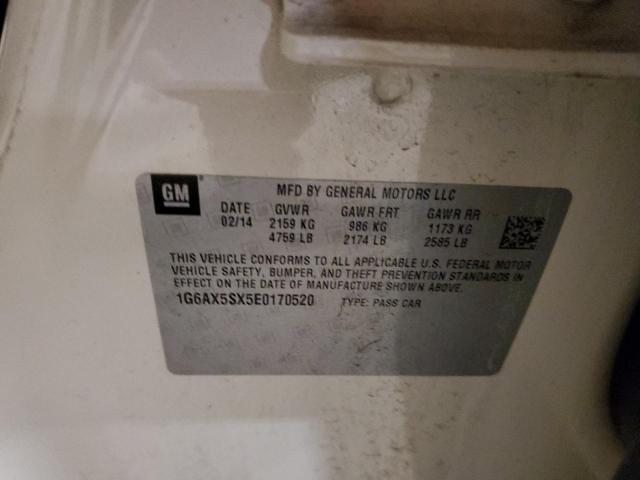 GM
MFD BY GENERAL MOTORS LLC
DATE GVWR GAWR FRT GAWR RR
02/14 2159 KG 986 KG 1173 KG
4759 LB 2174 LB 2585 LB
THIS VEHICLE CONFORMS TO ALL APPLICABLE U.S. FEDERAL MOTOR
VEHICLE SAFETY, BUMPER, AND THEFT PREVENTION STANDARDS IN
EFFECT ON THE DATE OF MANUFACTURE SHOWN ABOVE.
1G6AX5SX5E0170520 TYPE: PASS CAR